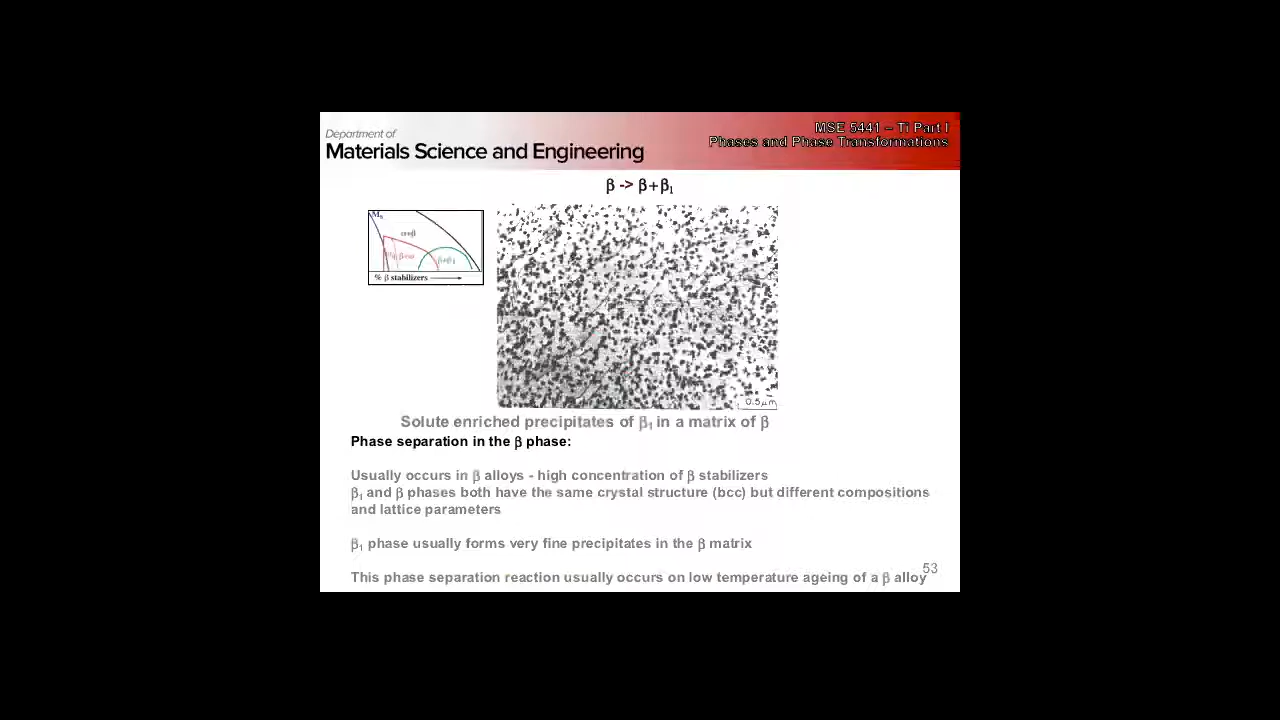 Department of
Materials Science and Engineering
MSE 5441 – Ti Part I
Phases and Phase Transformations
β -> β+β₁
Mₛ
α+β
β+ω
β+β₁
% β stabilizers
0.5μm
Solute enriched precipitates of β₁ in a matrix of β
Phase separation in the β phase:
Usually occurs in β alloys - high concentration of β stabilizers
β₁ and β phases both have the same crystal structure (bcc) but different compositions
and lattice parameters
β₁ phase usually forms very fine precipitates in the β matrix
53
This phase separation reaction usually occurs on low temperature ageing of a β alloy